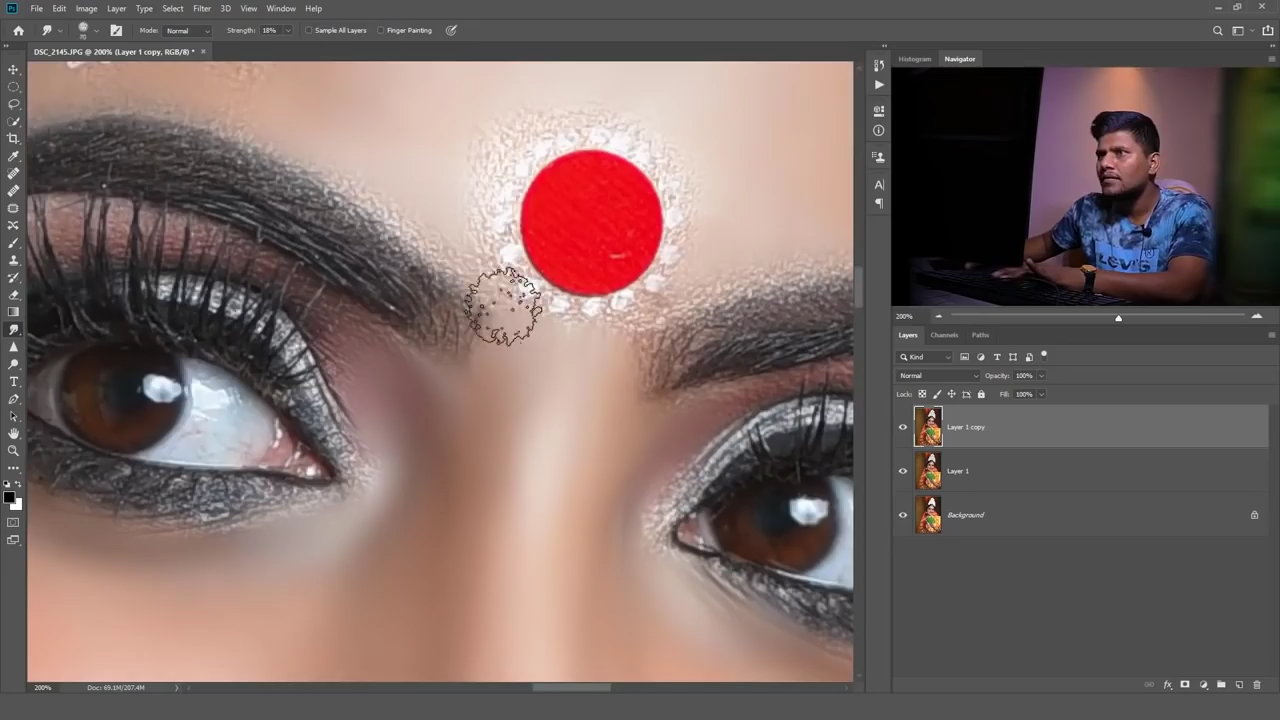 Ps File Edit Image Layer Type Select Filter 3D View Window Help
70 Mode: Normal Strength: 18% Sample All Layers Finger Painting
DSC_2145.JPG @ 200% (Layer 1 copy, RGB/8) * ×
Histogram Navigator
LEVI'S
200%
Layers Channels Paths
Kind
Normal Opacity: 100%
Lock: Fill: 100%
Layer 1 copy
Layer 1
Background
200% Doc: 69.1M/207.4M